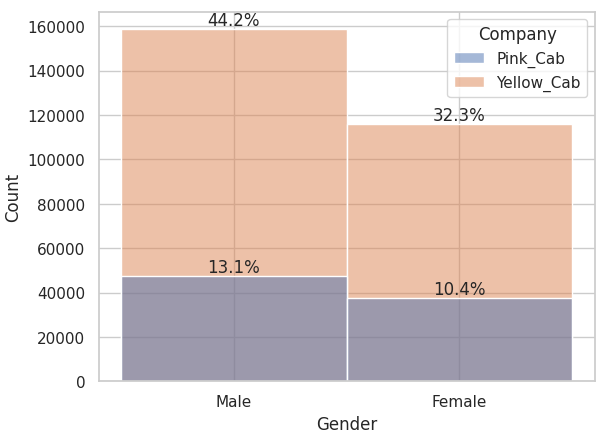 44.2%
Company
Pink_Cab
Yellow_Cab
32.3%
13.1%
10.4%
160000
140000
120000
100000
80000
60000
40000
20000
0
Count
Male
Female
Gender